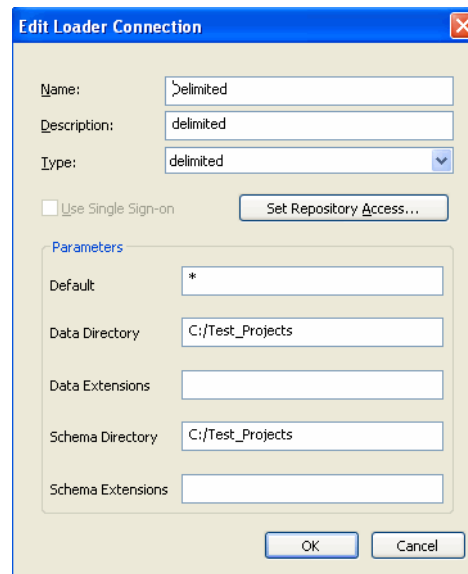 Edit Loader Connection
Name: Delimited
Description: delimited
Type: delimited
Use Single Sign-on Set Repository Access...
Parameters
Default *
Data Directory C:/Test_Projects
Data Extensions
Schema Directory C:/Test_Projects
Schema Extensions
OK Cancel